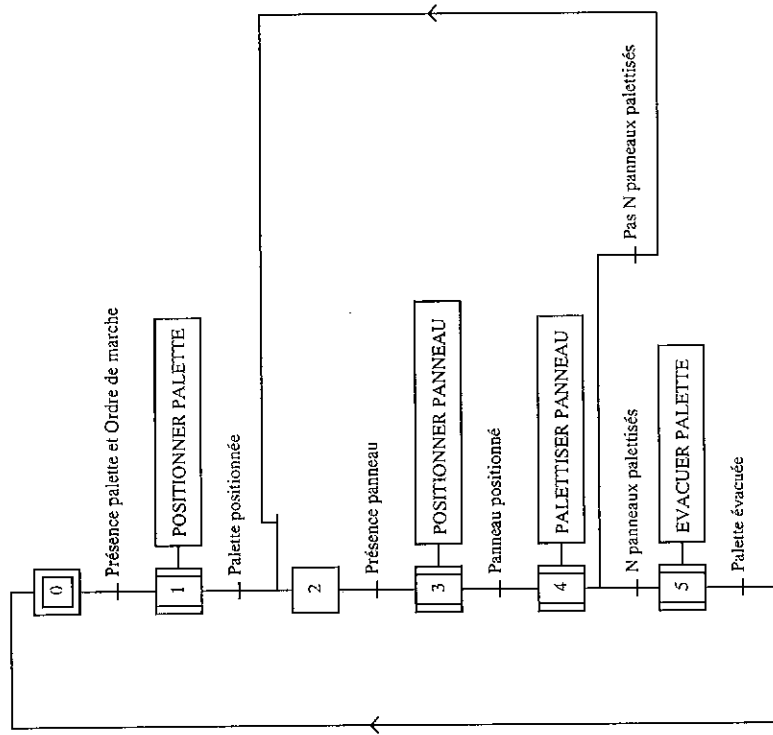 0
Présence palette et Ordre de marche
1
POSITIONNER PALETTE
Palette positionnée
2
Présence panneau
3
POSITIONNER PANNEAU
Panneau positionné
4
PALETTISER PANNEAU
N panneaux palettisés
Pas N panneaux palettisés
5
EVACUER PALETTE
Palette évacuée